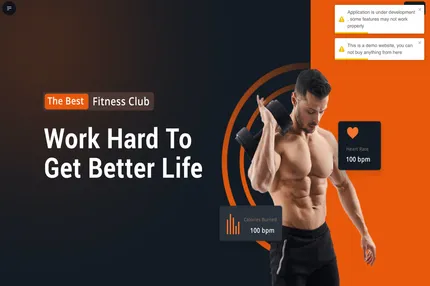 Application is under development
, some features may not work
properly
This is a demo website, you can
not buy anything from here
The Best Fitness Club
Work Hard To
Get Better Life
Heart Rate
100 bpm
Calories Burned
100 bpm